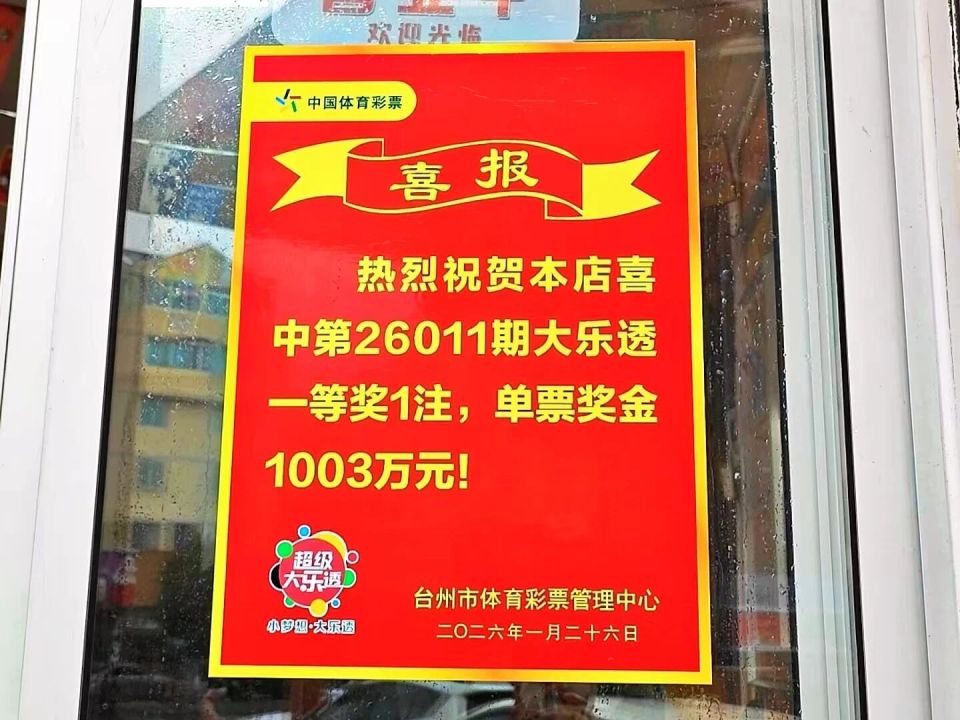 欢迎光临
中国体育彩票
喜报
热烈祝贺本店喜
中第26011期大乐透
一等奖1注，单票奖金
1003万元!
超级
大乐透
小梦想·大乐透
台州市体育彩票管理中心
二〇二六年一月二十六日